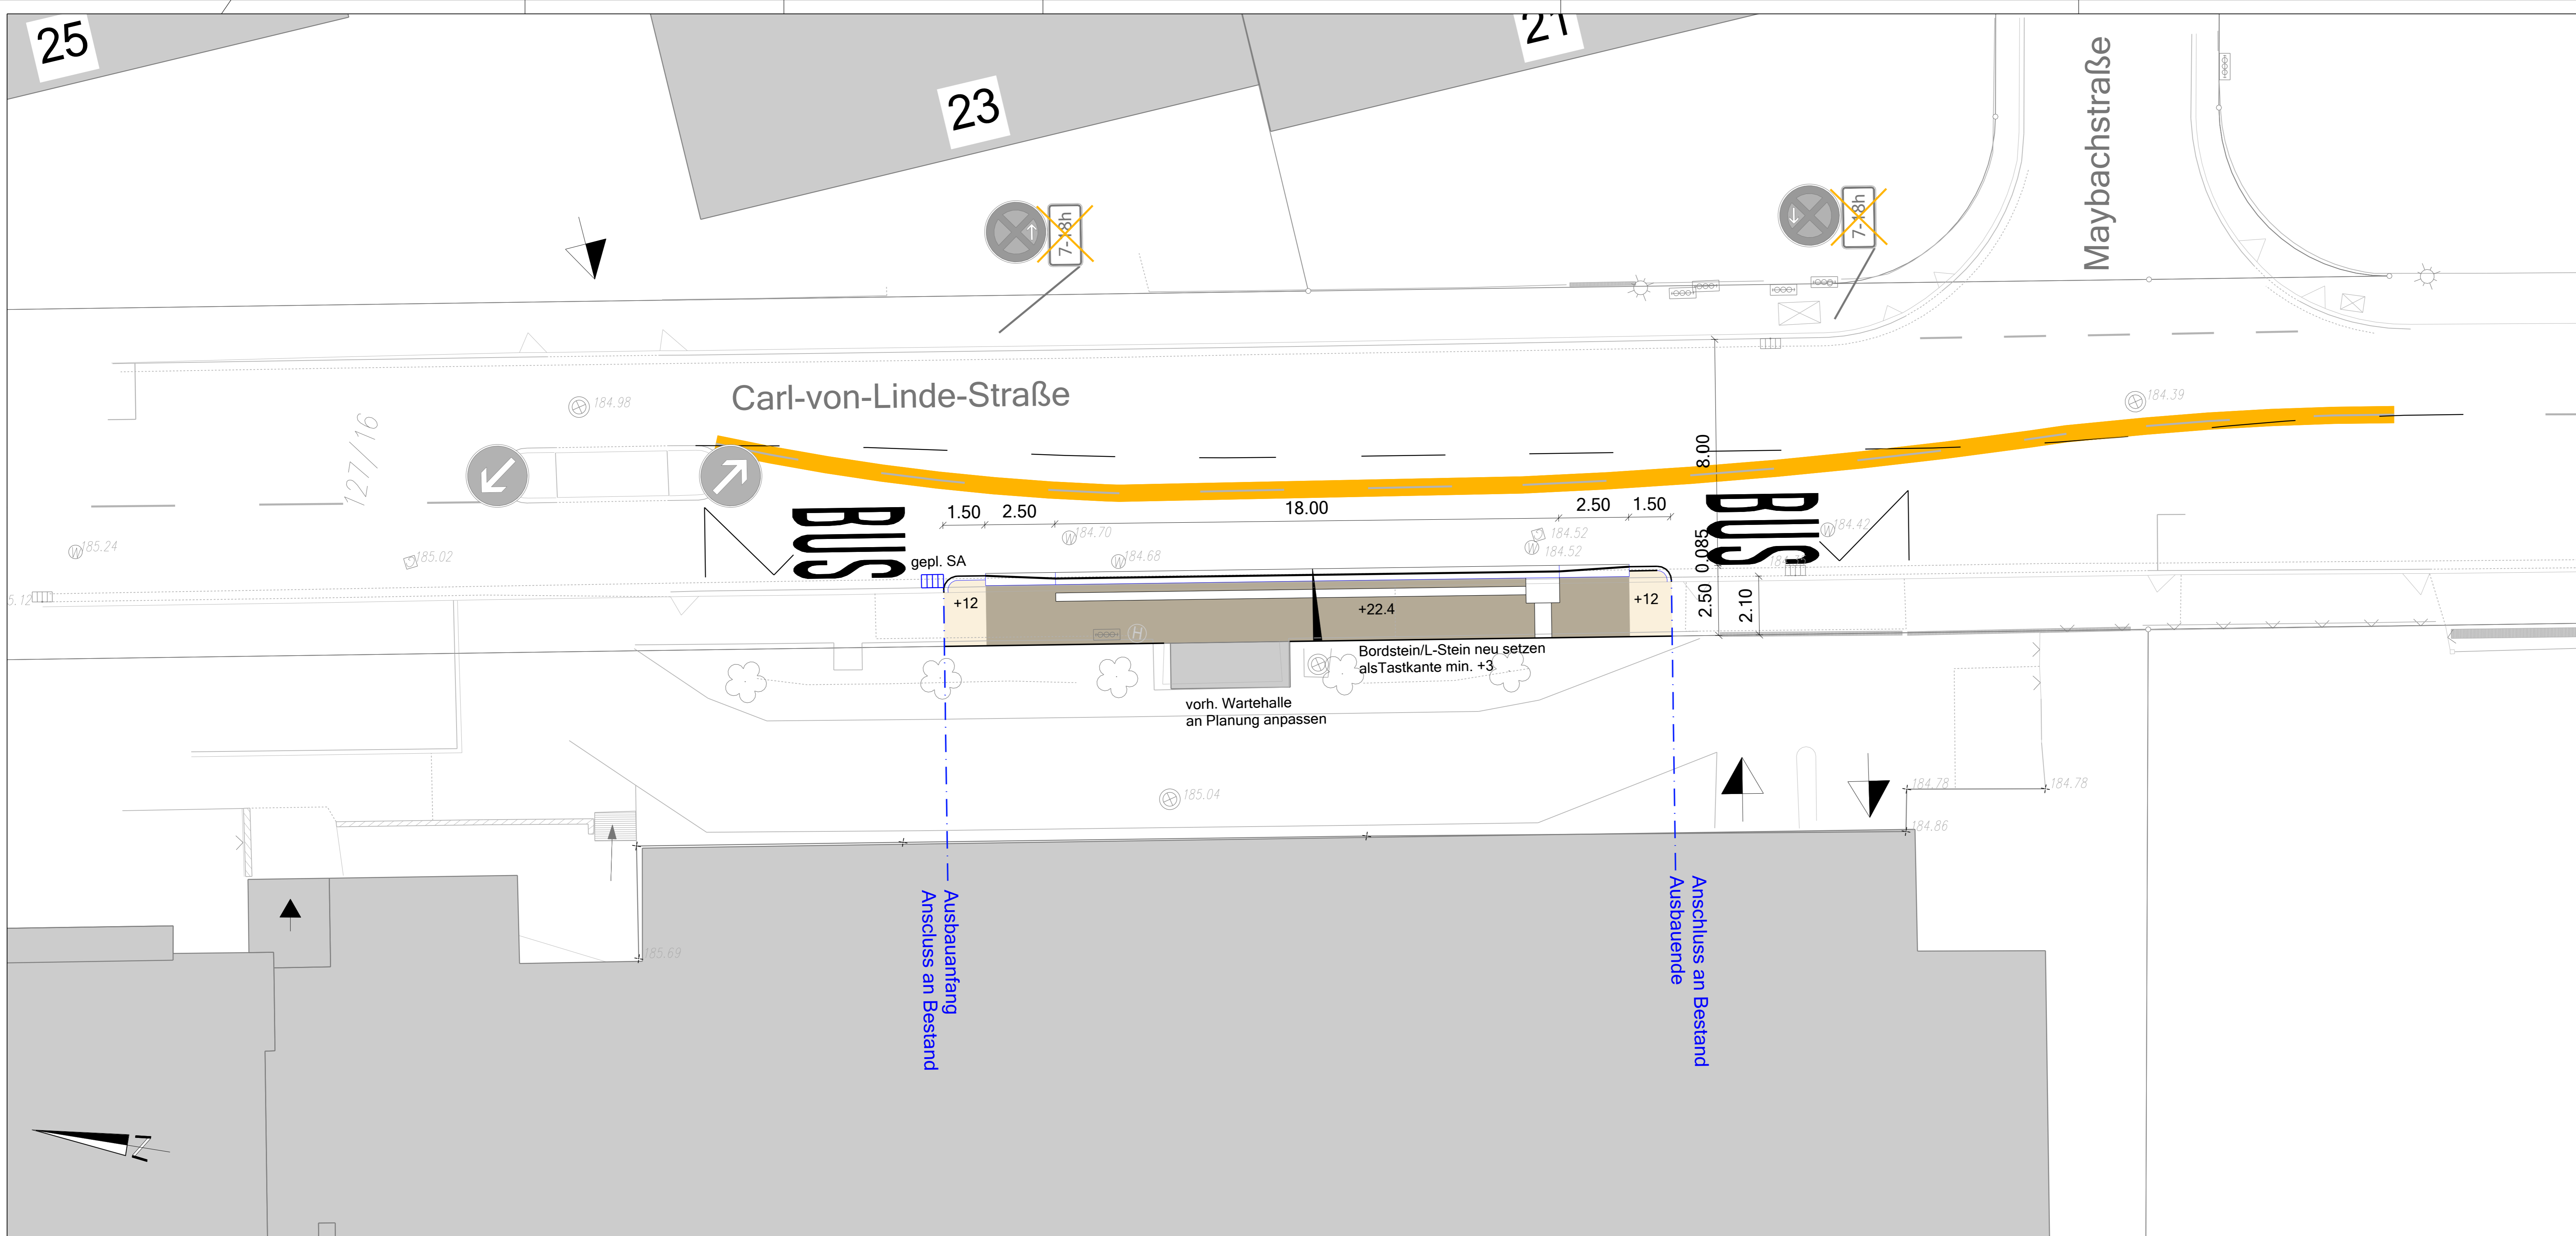 25
23
21
Maybachstraße
7-18h
7-18h
Carl-von-Linde-Straße
127/16
184.98
184.39
8.00
1.50
2.50
18.00
2.50
1.50
BUS
BUS
185.24
185.02
184.70
184.68
184.52
184.52
184.42
gepl. SA
0.085
5.12
+12
+22.4
+12
2.50
2.10
H
Bordstein/L-Stein neu setzen
alsTastkante min. +3
vorh. Wartehalle
an Planung anpassen
185.04
184.78
184.78
184.86
185.69
Ausbauanfang
Anscluss an Bestand
Anschluss an Bestand
Ausbauende
N